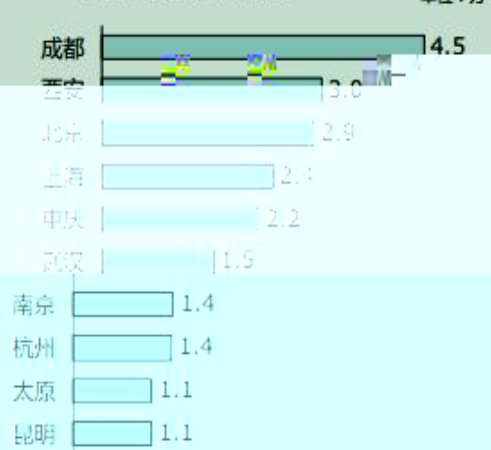 成都 4.5
西安 3.0
北京 2.9
上海 2.4
重庆 2.2
武汉 1.5
南京 1.4
杭州 1.4
太原 1.1
昆明 1.1